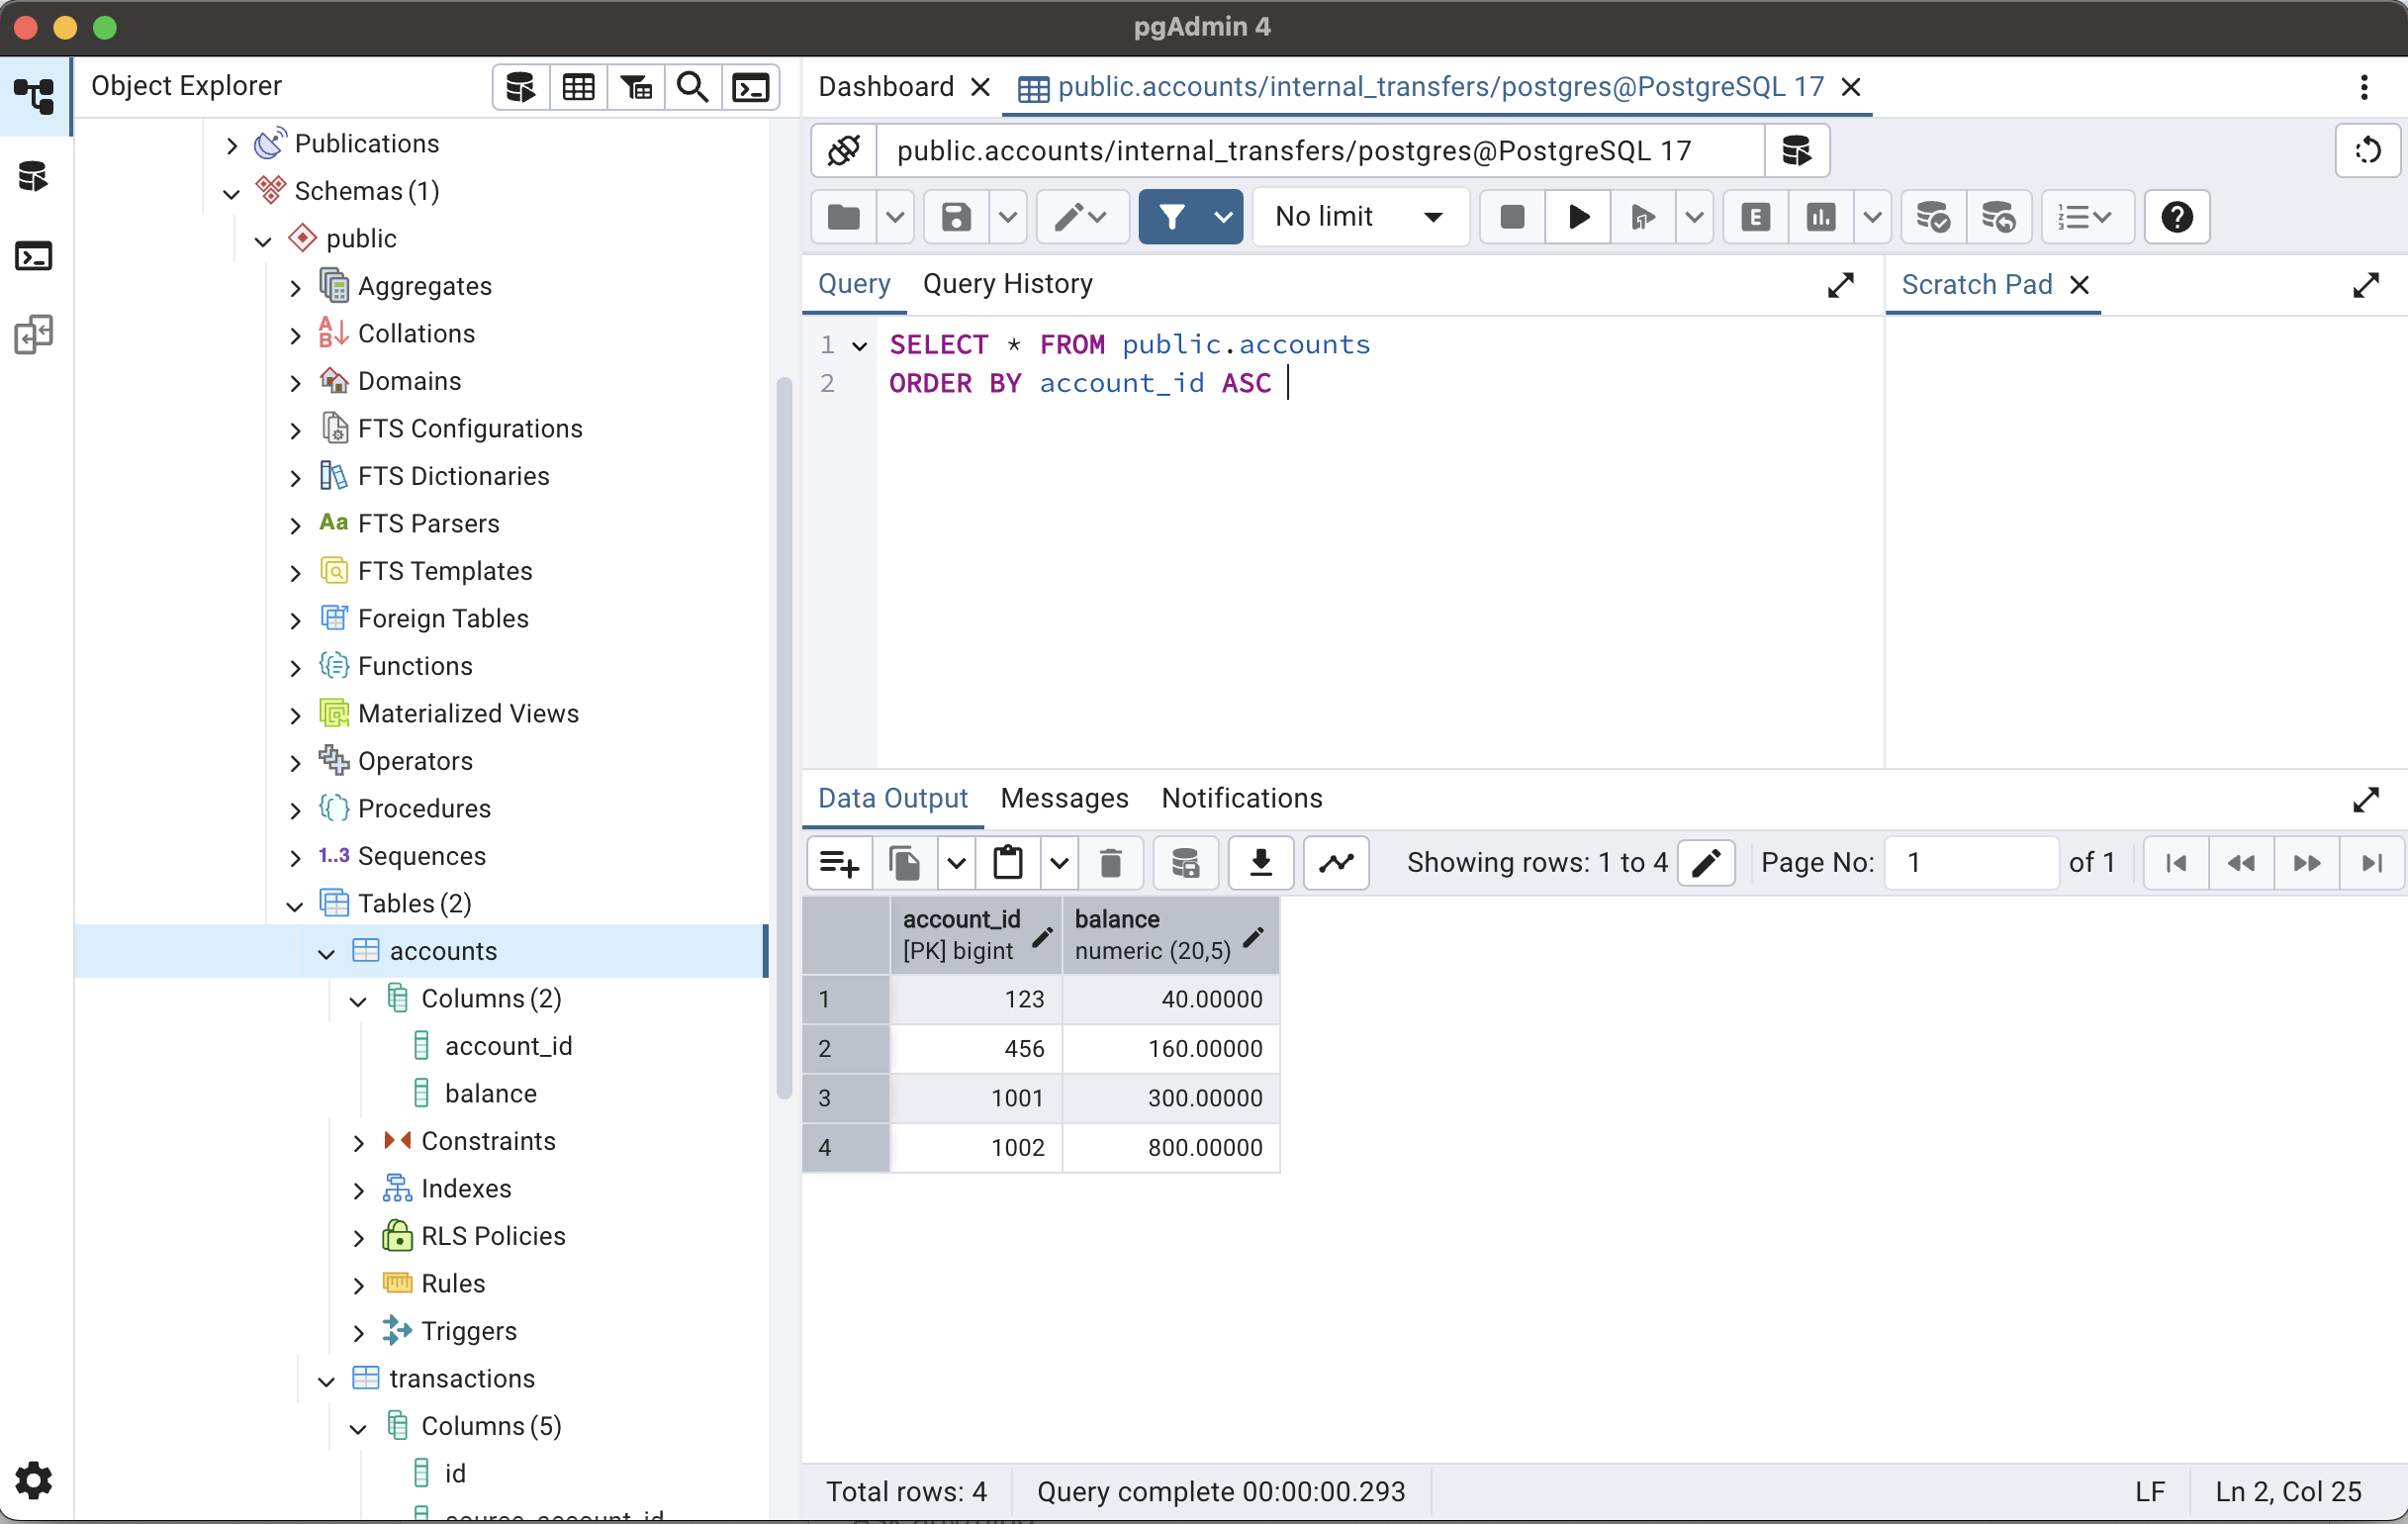 pgAdmin 4
Object Explorer
Publications
Schemas (1)
public
Aggregates
Collations
Domains
FTS Configurations
FTS Dictionaries
Aa FTS Parsers
FTS Templates
Foreign Tables
Functions
Materialized Views
Operators
Procedures
1..3 Sequences
Tables (2)
accounts
Columns (2)
account_id
balance
Constraints
Indexes
RLS Policies
Rules
Triggers
transactions
Columns (5)
id
source_account_id
Dashboard
public.accounts/internal_transfers/postgres@PostgreSQL 17
public.accounts/internal_transfers/postgres@PostgreSQL 17
No limit
E
Query Query History
Scratch Pad
1 SELECT * FROM public.accounts
2 ORDER BY account_id ASC
Data Output Messages Notifications
Showing rows: 1 to 4 Page No: 1 of 1
account_id balance
[PK] bigint numeric (20,5)
1 123 40.00000
2 456 160.00000
3 1001 300.00000
4 1002 800.00000
Total rows: 4 Query complete 00:00:00.293 LF Ln 2, Col 25